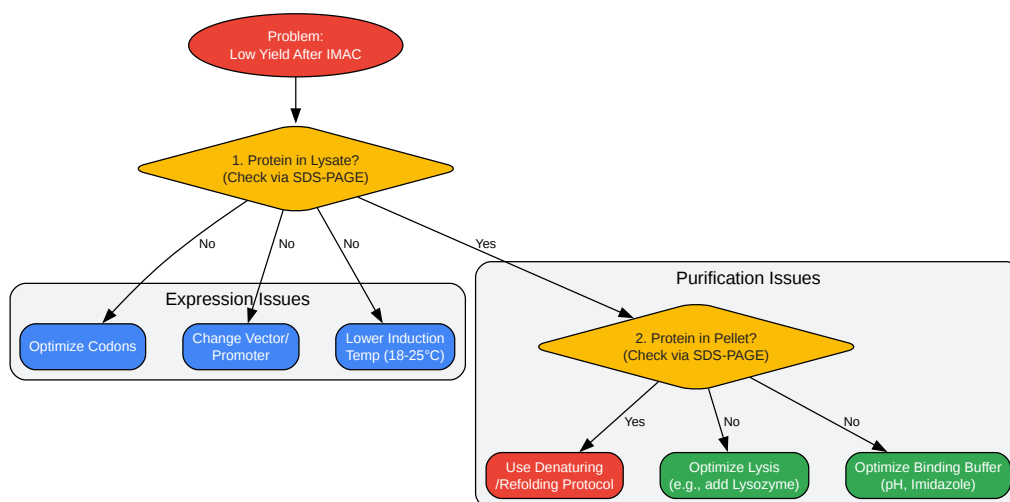 Problem:
Low Yield After IMAC
1. Protein in Lysate?
(Check via SDS-PAGE)
No
No
No
Yes
Expression Issues
Optimize Codons
Change Vector/
Promoter
Lower Induction
Temp (18-25°C)
Purification Issues
2. Protein in Pellet?
(Check via SDS-PAGE)
Yes
No
No
Use Denaturing
/Refolding Protocol
Optimize Lysis
(e.g., add Lysozyme)
Optimize Binding Buffer
(pH, Imidazole)